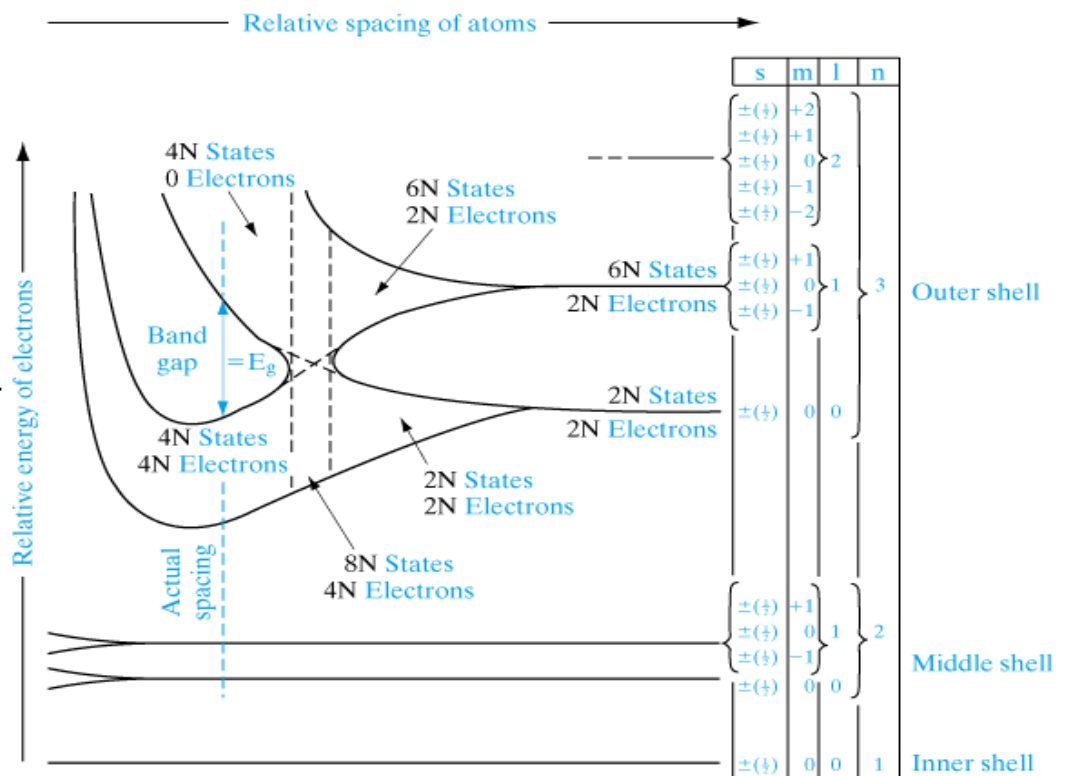 Relative spacing of atoms
s m l n
±(½) +2
±(½) +1
±(½) 0 2
±(½) −1
±(½) −2
4N States
0 Electrons
6N States
2N Electrons
±(½) +1
6N States
±(½) 0 1 3
2N Electrons
±(½) −1
Outer shell
Band
gap
= Eg
2N States
2N Electrons
±(½) 0 0
4N States
4N Electrons
2N States
2N Electrons
8N States
4N Electrons
Relative energy of electrons
Actual
spacing
±(½) +1
±(½) 0 1 2
±(½) −1
Middle shell
±(½) 0 0
±(½) 0 0 1
Inner shell